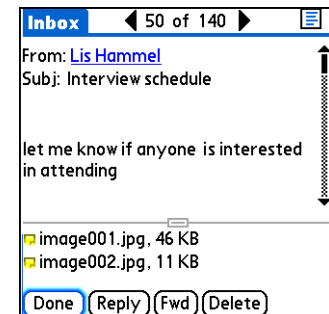 Inbox 50 of 140
From: Lis Hammel
Subj: Interview schedule
let me know if anyone is interested
in attending
image001.jpg, 46 KB
image002.jpg, 11 KB
Done Reply Fwd Delete